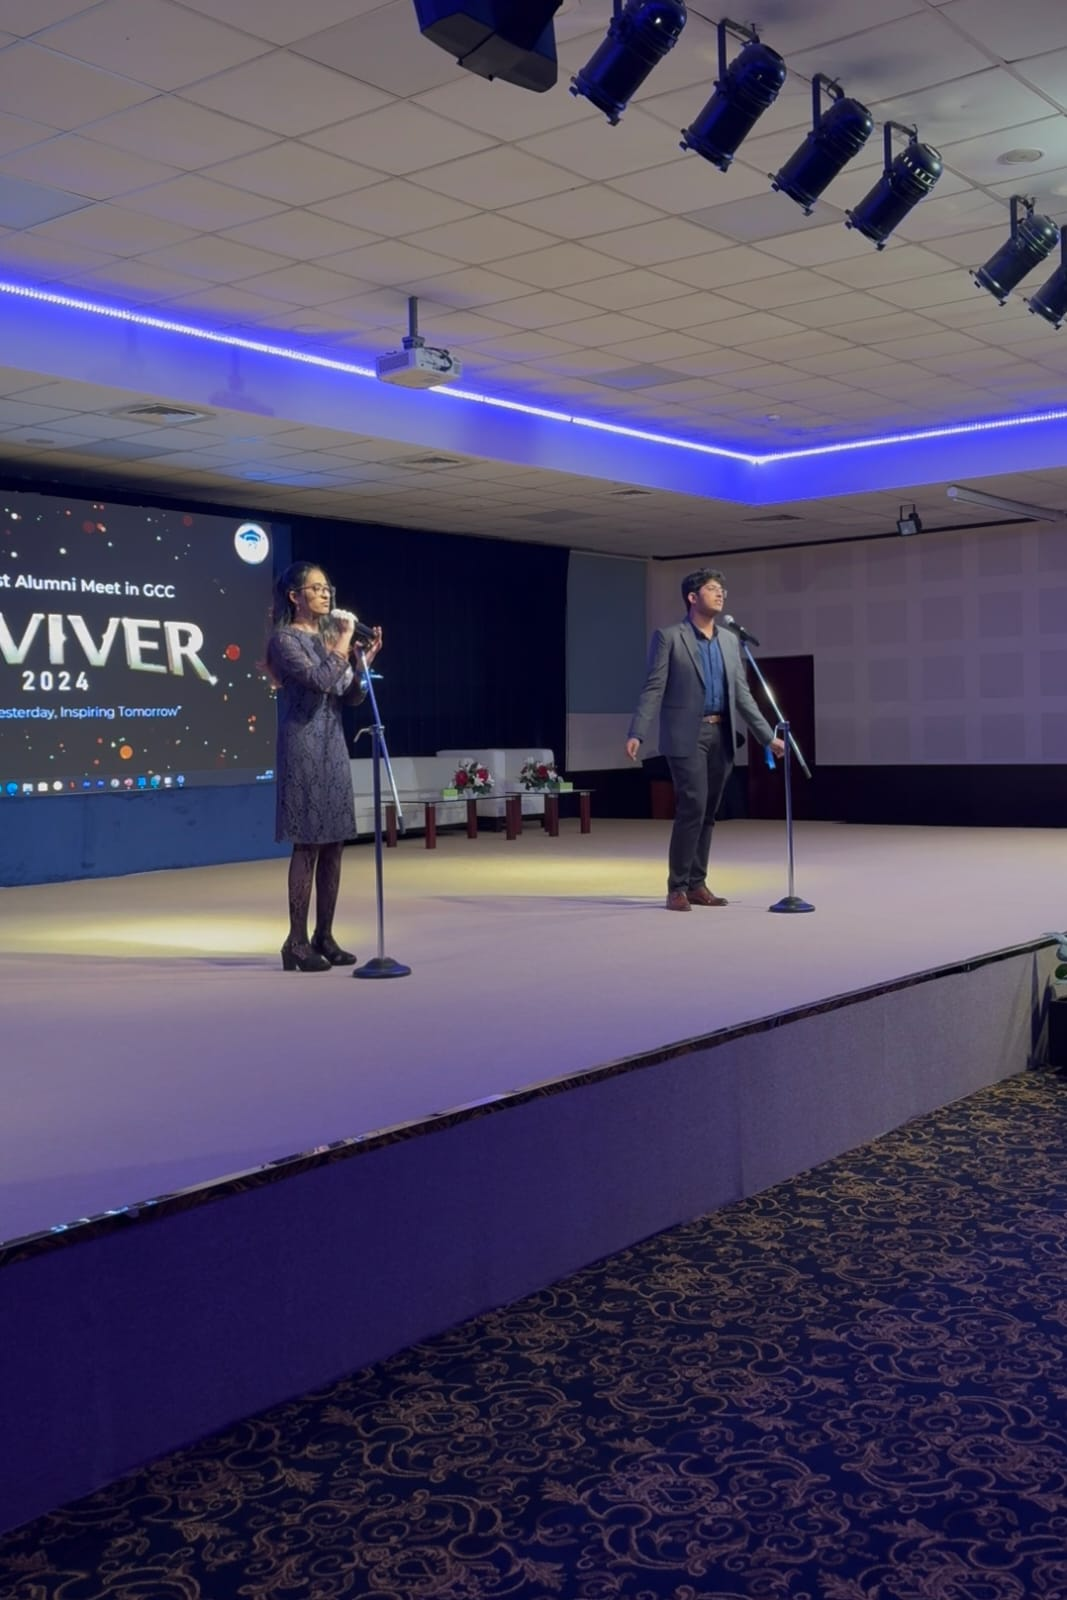 st Alumni Meet in GCC
VIVER
2024
esterday, Inspiring Tomorrow"